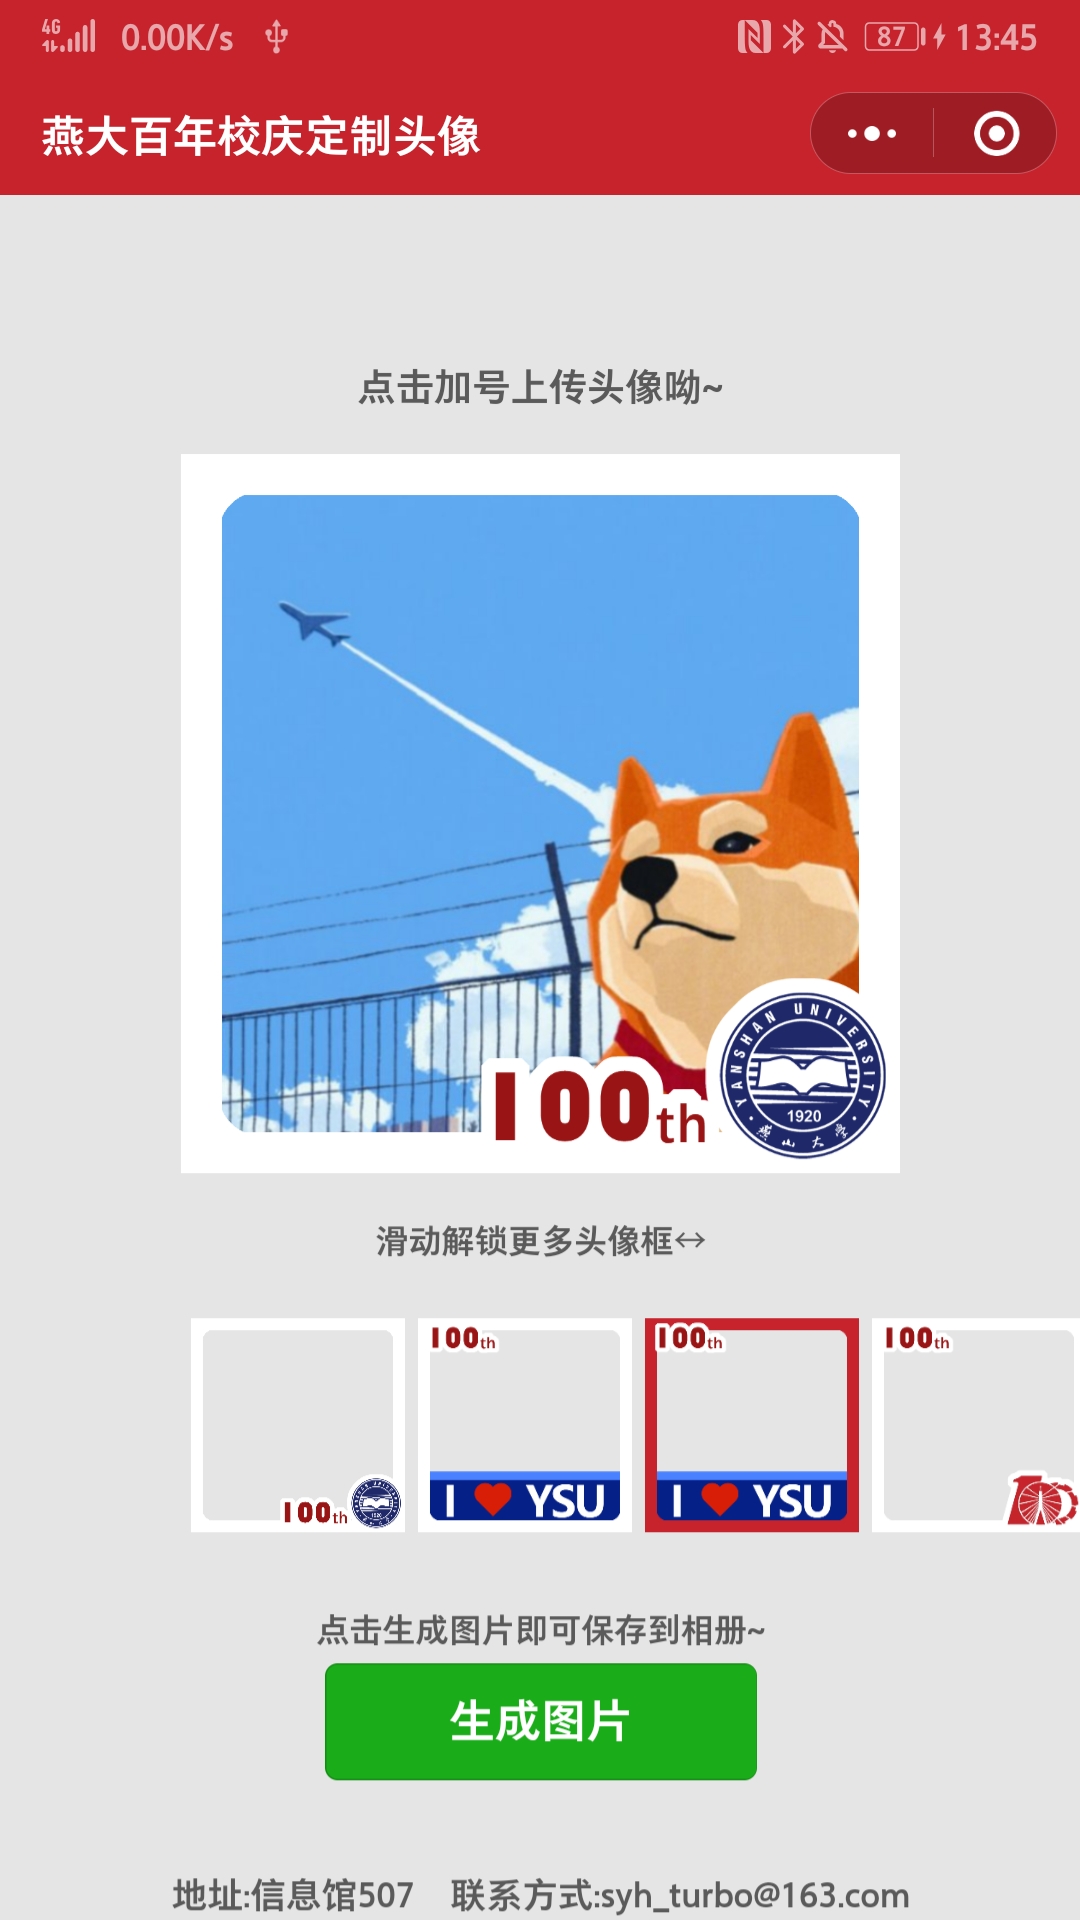 4G 0.00K/s 87 13:45
燕大百年校庆定制头像
点击加号上传头像呦~
YANSHAN UNIVERSITY
1920
燕山大学
100th
滑动解锁更多头像框↔
100th
100th
I ❤ YSU
100th
I ❤ YSU
100th
100
点击生成图片即可保存到相册~
生成图片
地址:信息馆507 联系方式:syh_turbo@163.com